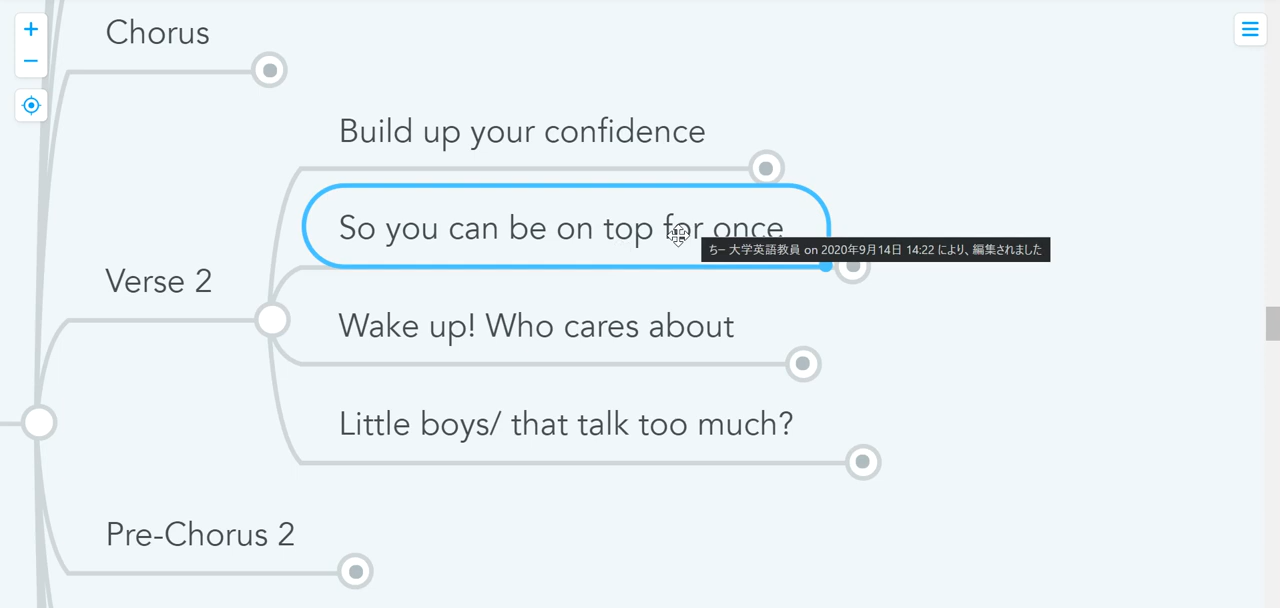 Chorus
Build up your confidence
So you can be on top for once
ちー 大学英語教員 on 2020年9月14日 14:22 により、編集されました
Verse 2
Wake up! Who cares about
Little boys/ that talk too much?
Pre-Chorus 2